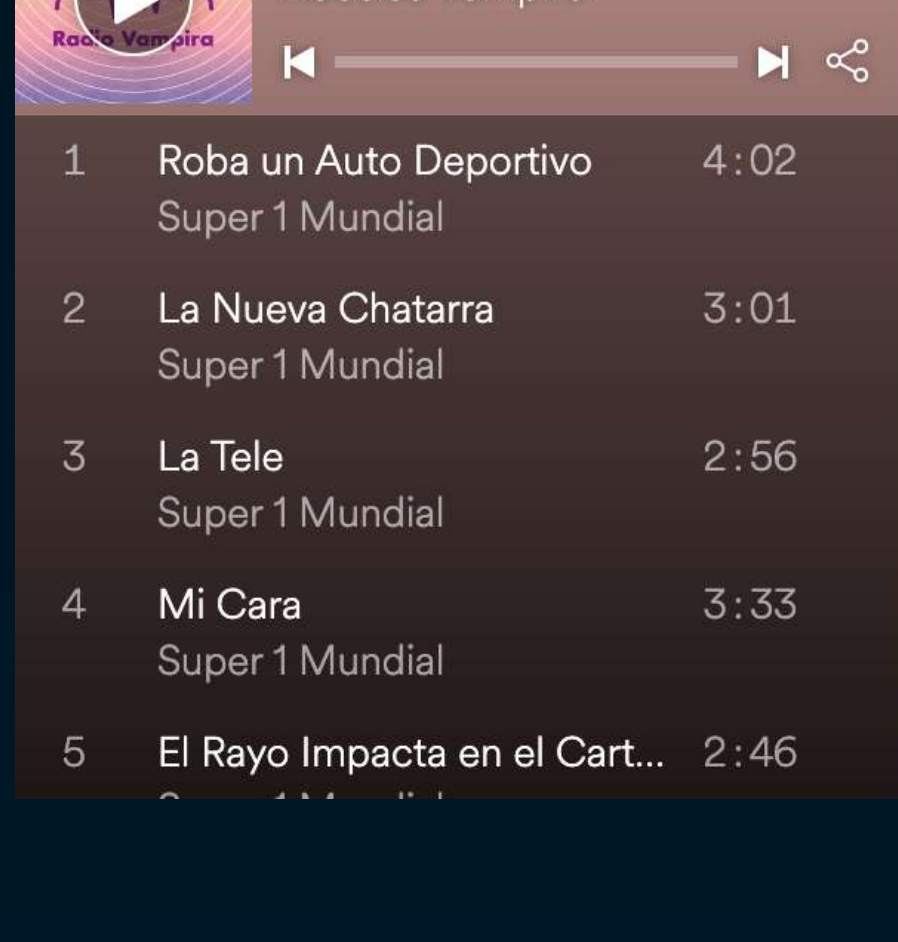 Radio Vampira
1 Roba un Auto Deportivo 4:02
Super 1 Mundial
2 La Nueva Chatarra 3:01
Super 1 Mundial
3 La Tele 2:56
Super 1 Mundial
4 Mi Cara 3:33
Super 1 Mundial
5 El Rayo Impacta en el Cart... 2:46